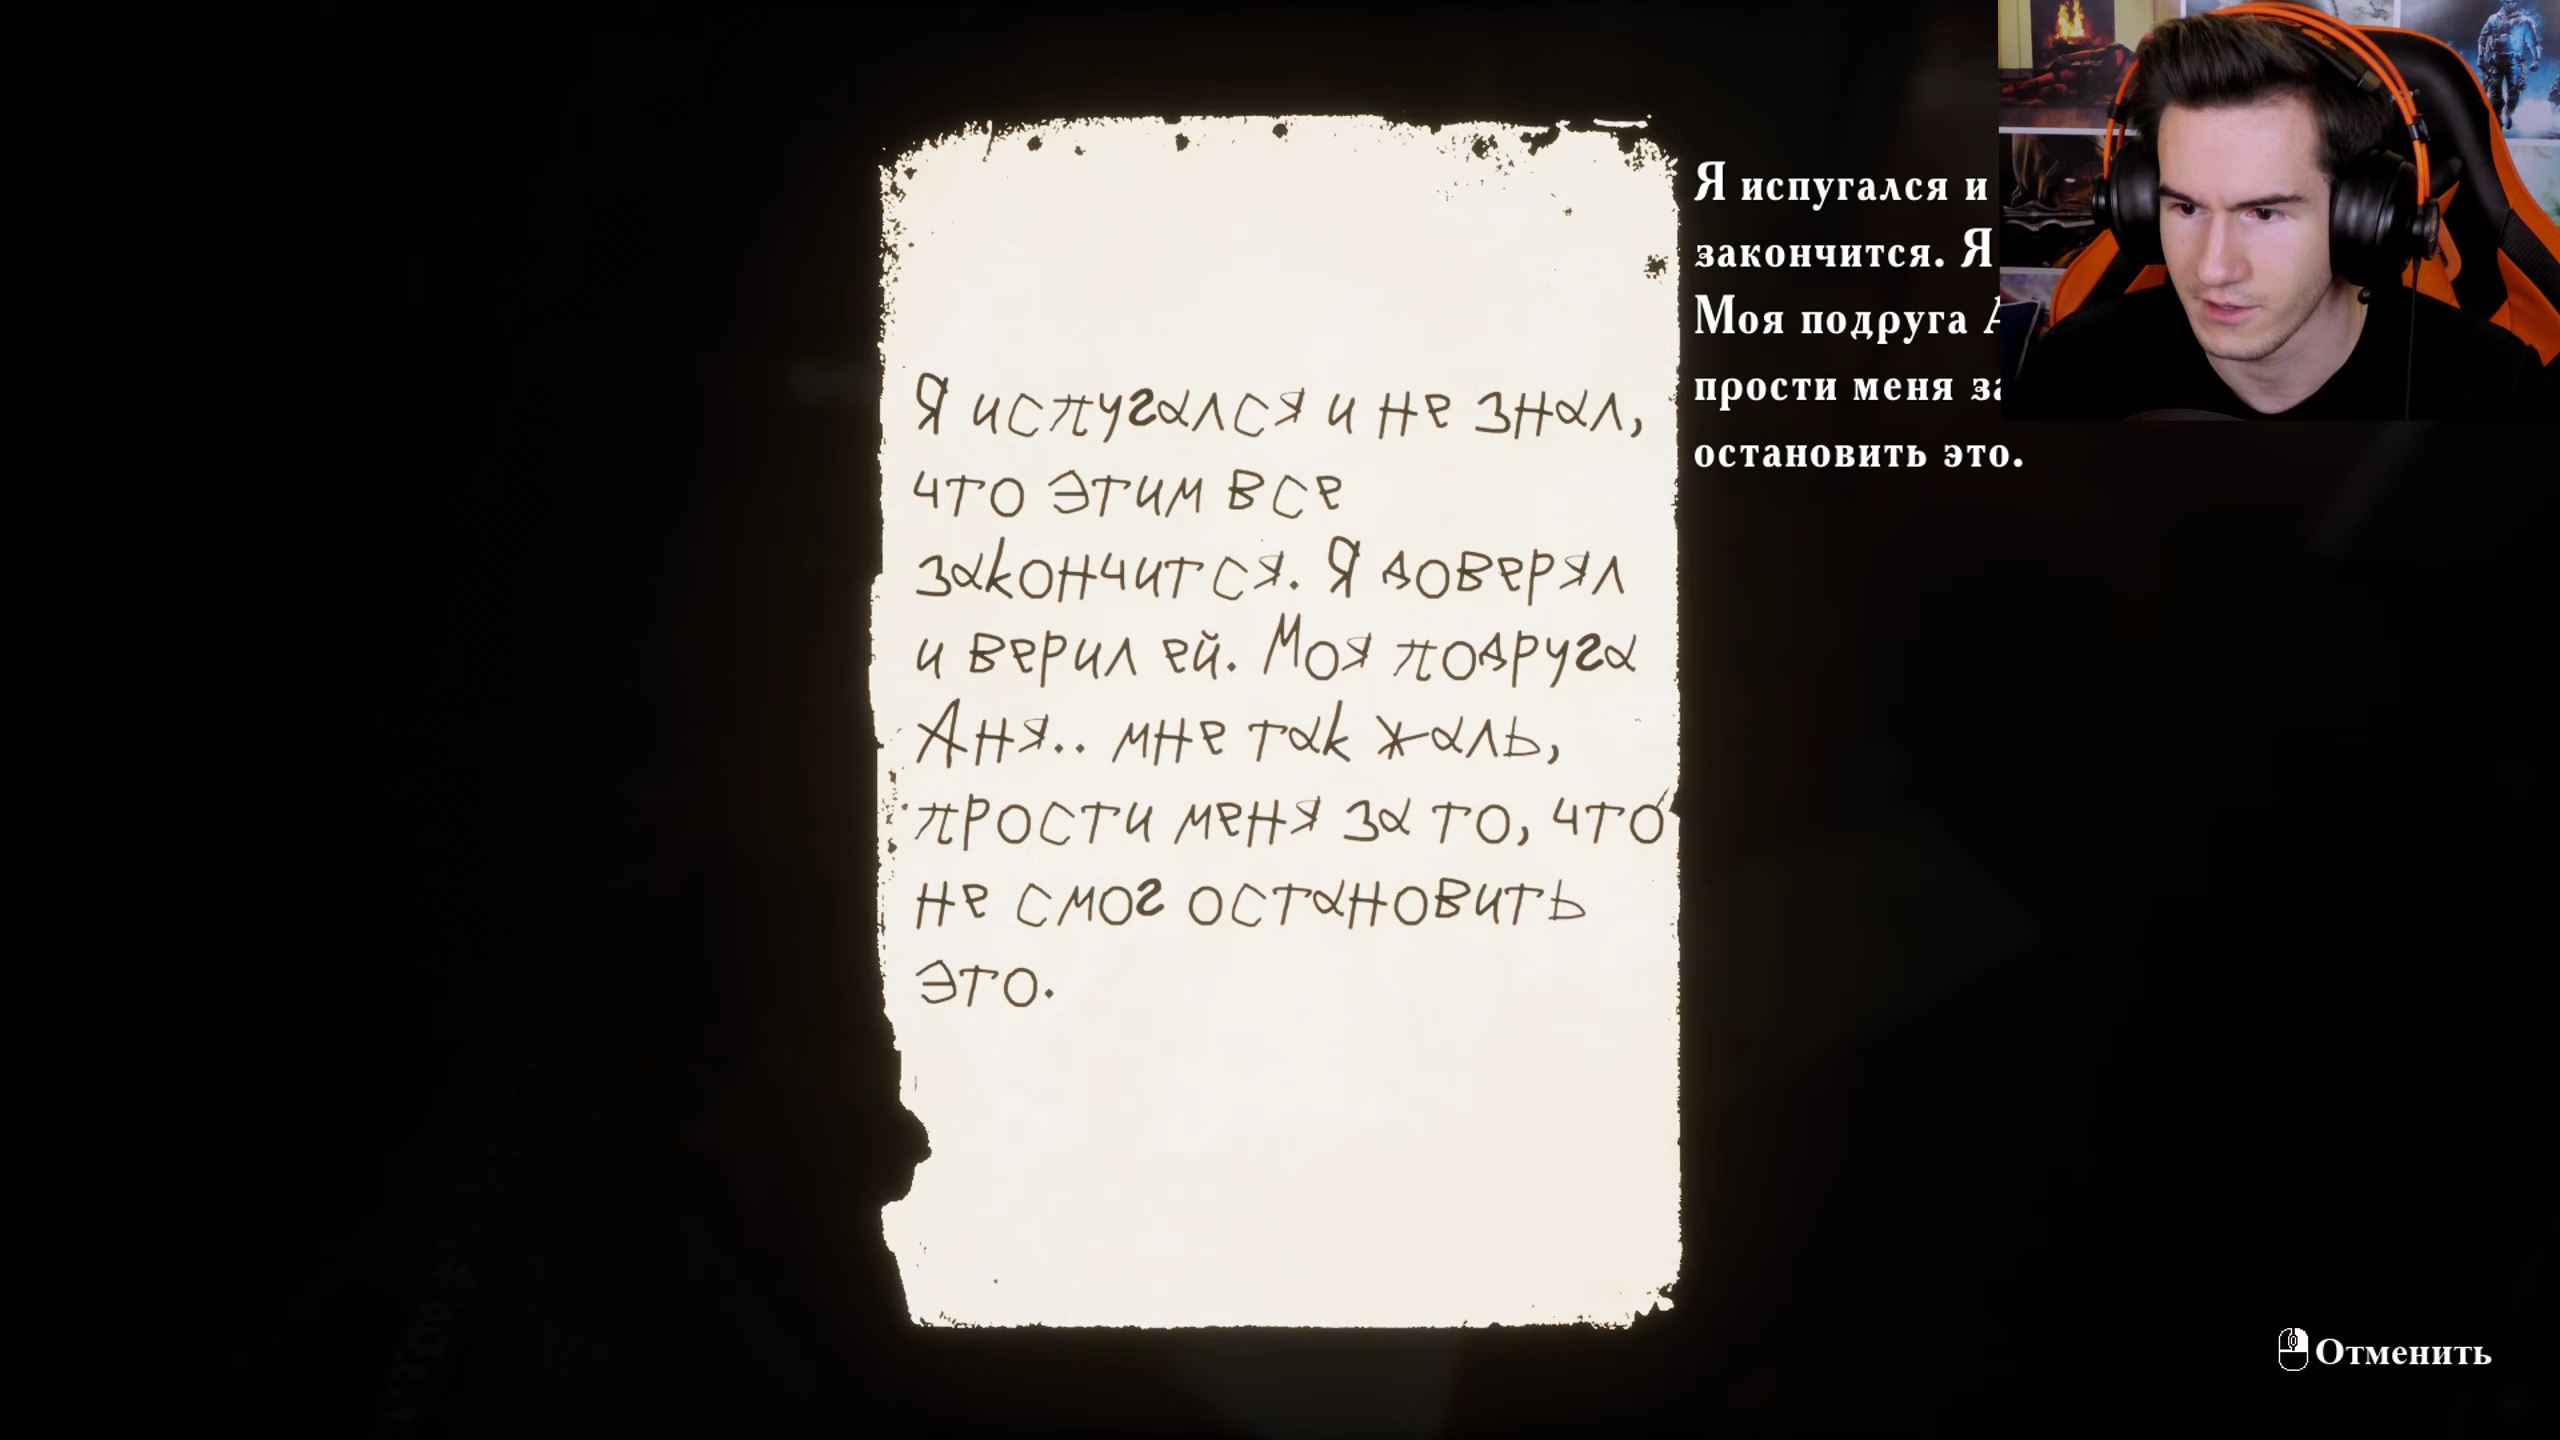 Я испугался и не знал,
что этим все
закончится. Я доверял
и верил ей. Моя подруга
Аня.. мне так жаль,
прости меня за то, что
не смог остановить
это.
Я испугался и
закончится. Я
Моя подруга
прости меня
остановить это.
Отменить